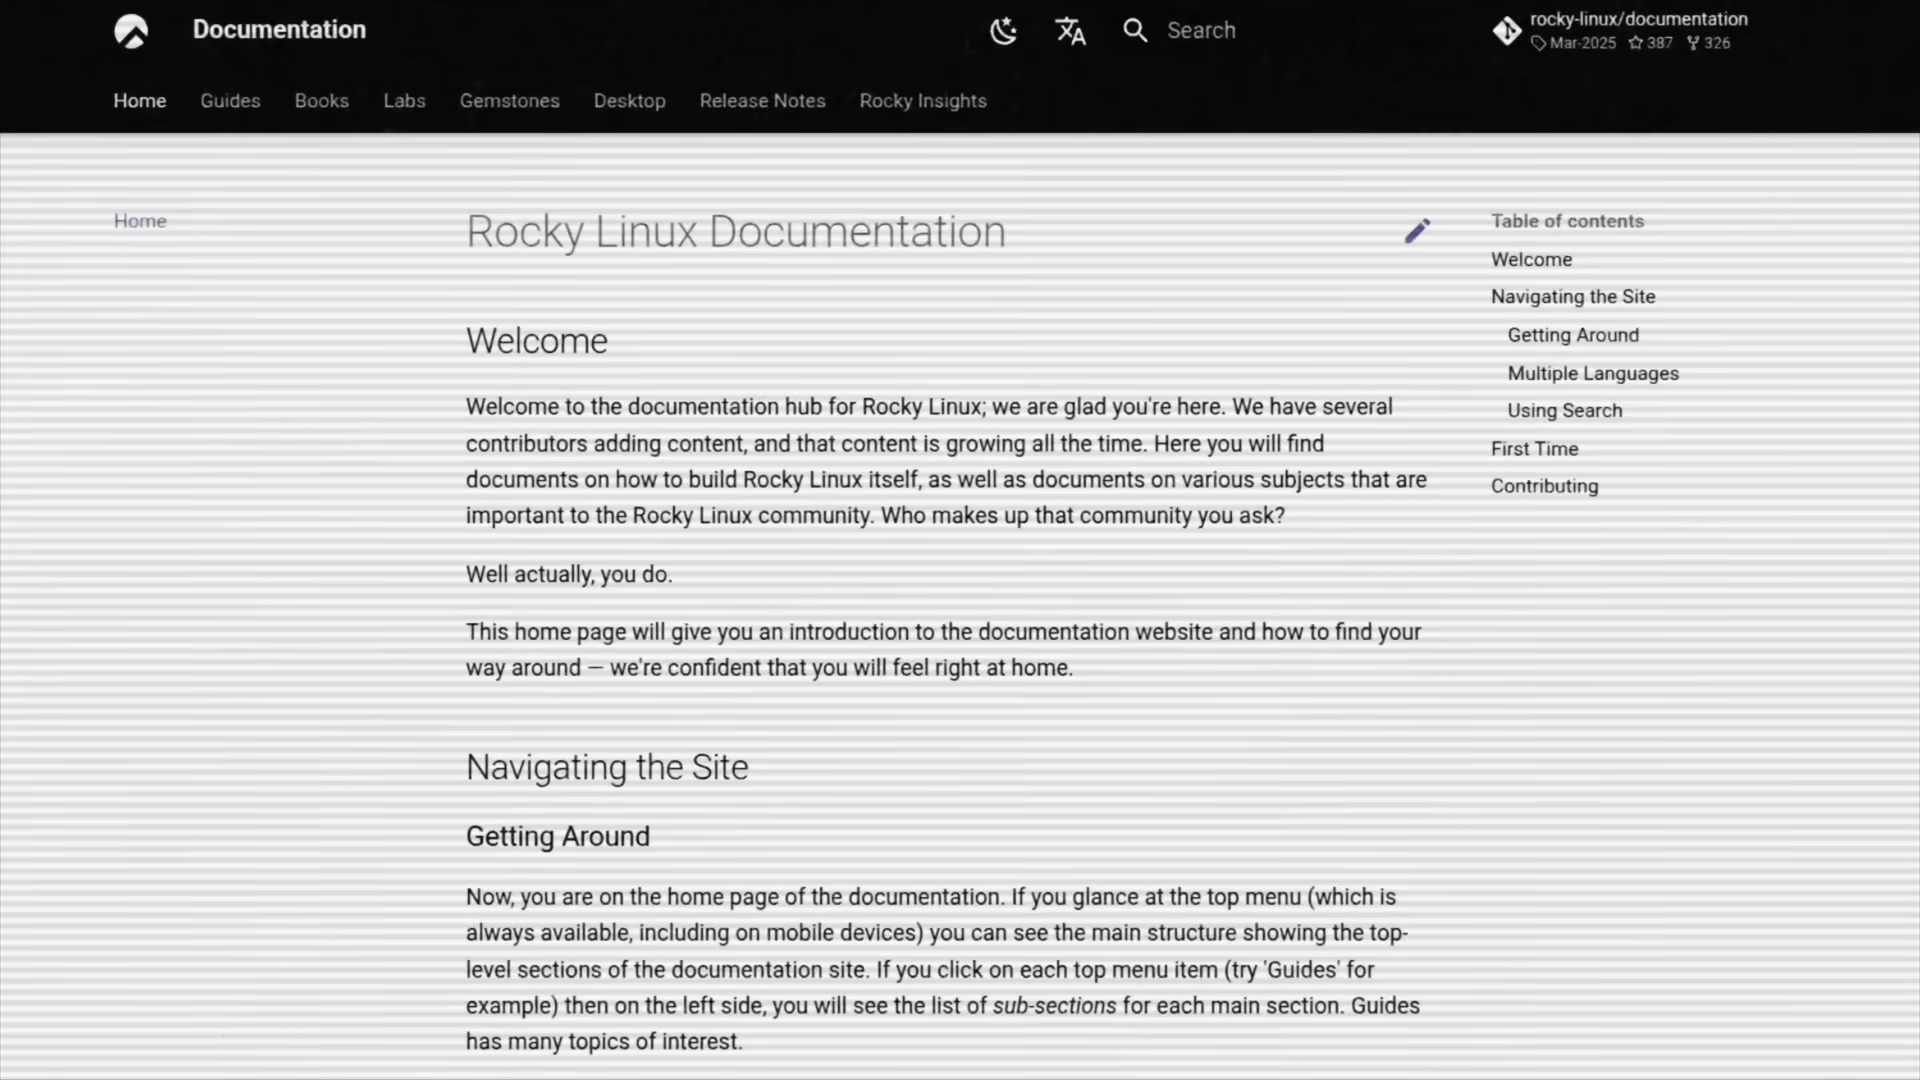 Documentation
Search
rocky-linux/documentation
Mar-2025 387 326
Home Guides Books Labs Gemstones Desktop Release Notes Rocky Insights
Home
Rocky Linux Documentation
Welcome
Welcome to the documentation hub for Rocky Linux; we are glad you're here. We have several
contributors adding content, and that content is growing all the time. Here you will find
documents on how to build Rocky Linux itself, as well as documents on various subjects that are
important to the Rocky Linux community. Who makes up that community you ask?
Well actually, you do.
This home page will give you an introduction to the documentation website and how to find your
way around — we're confident that you will feel right at home.
Navigating the Site
Getting Around
Now, you are on the home page of the documentation. If you glance at the top menu (which is
always available, including on mobile devices) you can see the main structure showing the top-
level sections of the documentation site. If you click on each top menu item (try 'Guides' for
example) then on the left side, you will see the list of sub-sections for each main section. Guides
has many topics of interest.
Table of contents
Welcome
Navigating the Site
Getting Around
Multiple Languages
Using Search
First Time
Contributing